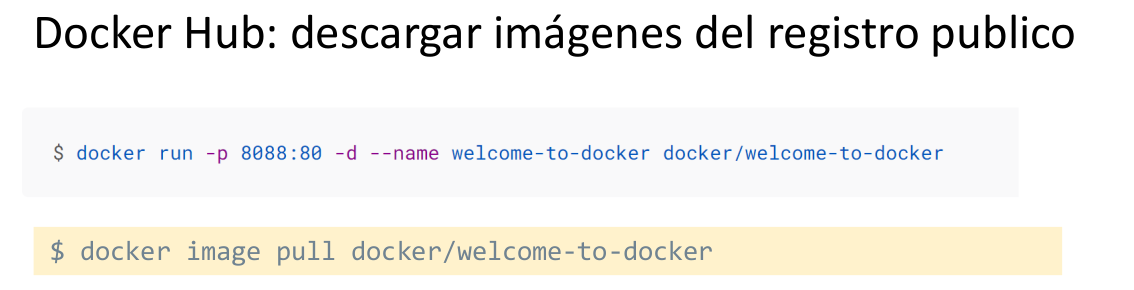 Docker Hub: descargar imágenes del registro publico
$ docker run -p 8088:80 -d --name welcome-to-docker docker/welcome-to-docker
$ docker image pull docker/welcome-to-docker